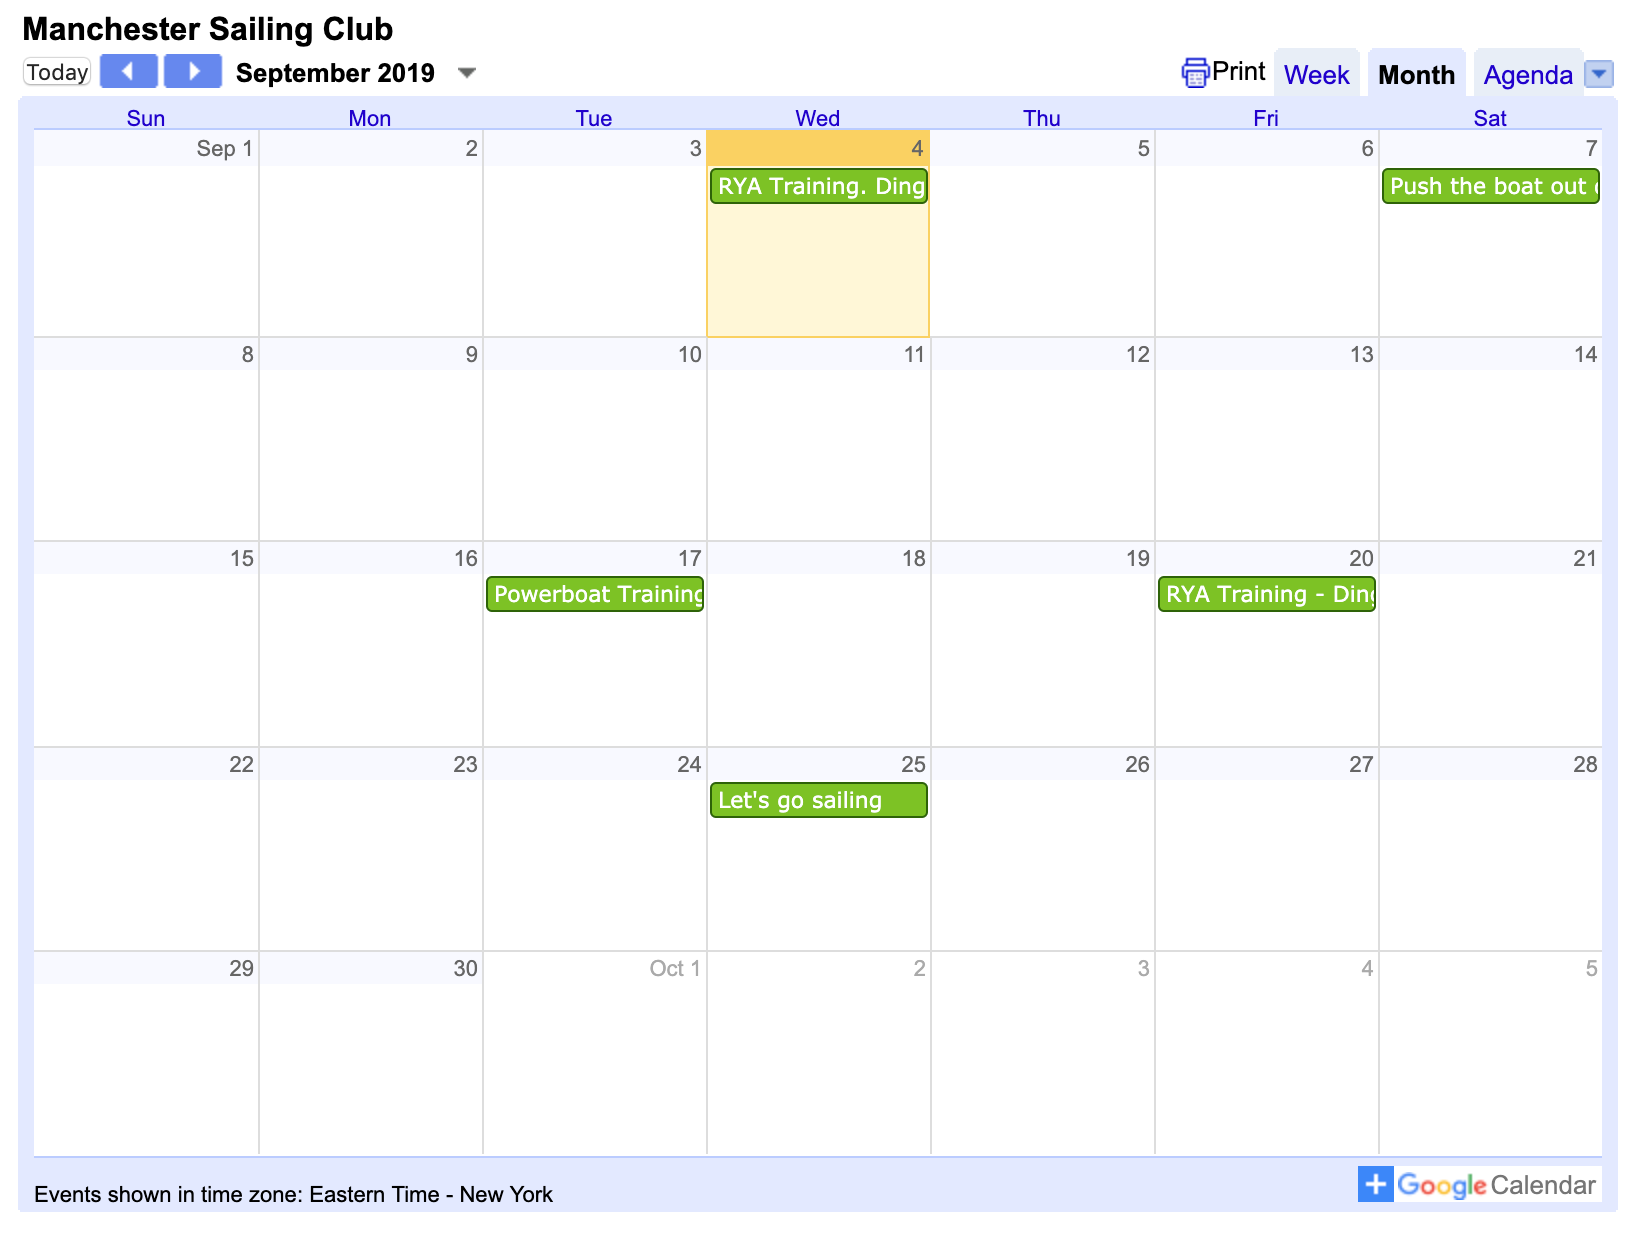 Manchester Sailing Club
Today September 2019 Print Week Month Agenda
Sun Mon Tue Wed Thu Fri Sat
Sep 1 2 3 4 5 6 7
RYA Training. Ding Push the boat out
8 9 10 11 12 13 14
15 16 17 18 19 20 21
Powerboat Training RYA Training - Ding
22 23 24 25 26 27 28
Let's go sailing
29 30 Oct 1 2 3 4 5
Events shown in time zone: Eastern Time - New York
+ Google Calendar